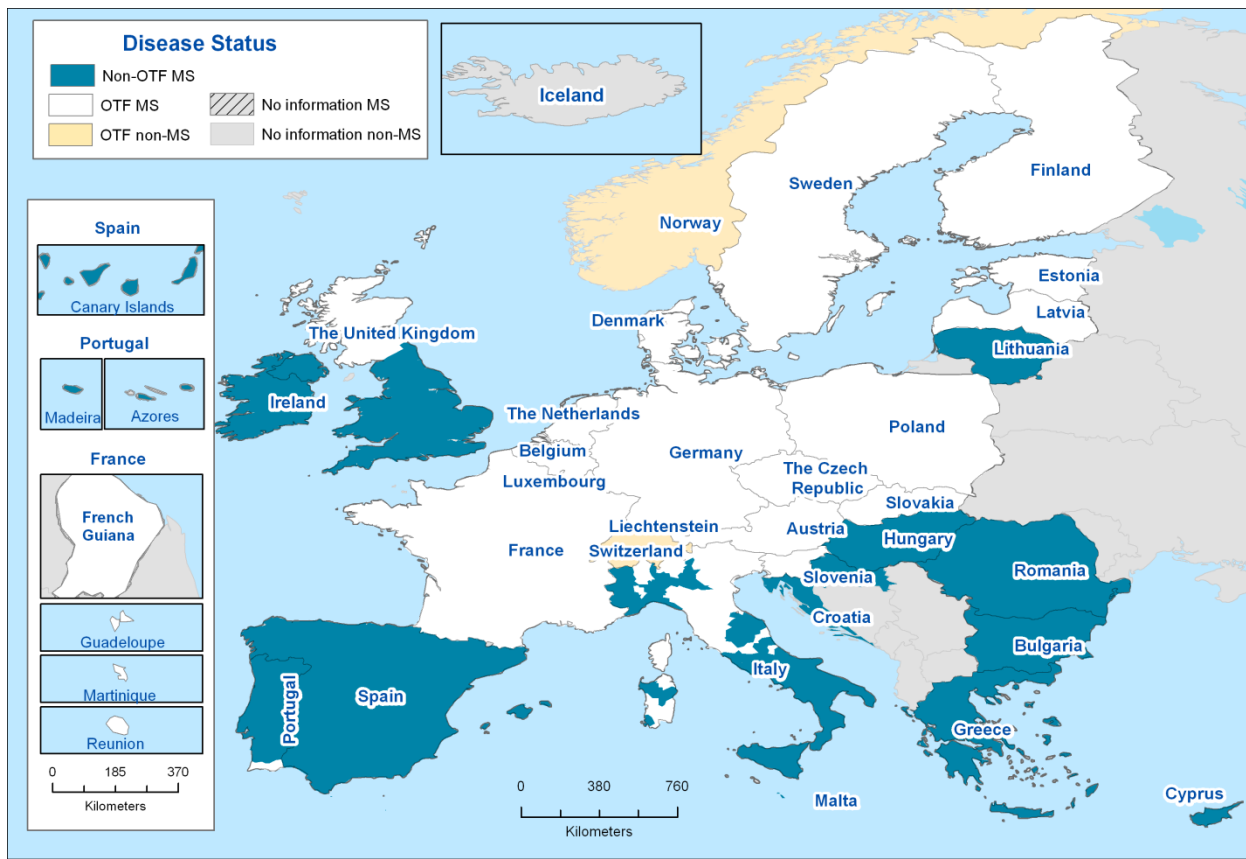 Disease Status
Non-OTF MS
OTF MS
No information MS
OTF non-MS
No information non-MS
Iceland
Spain
Canary Islands
Portugal
Madeira
Azores
France
French
Guiana
Guadeloupe
Martinique
Reunion
0 185 370
Kilometers
Norway
Sweden
Finland
Estonia
Latvia
Lithuania
Denmark
The United Kingdom
Ireland
The Netherlands
Belgium
Luxembourg
Germany
Poland
The Czech
Republic
Slovakia
Liechtenstein
Austria
Hungary
France
Switzerland
Slovenia
Romania
Croatia
Bulgaria
Italy
Portugal
Spain
Greece
Malta
Cyprus
0 380 760
Kilometers